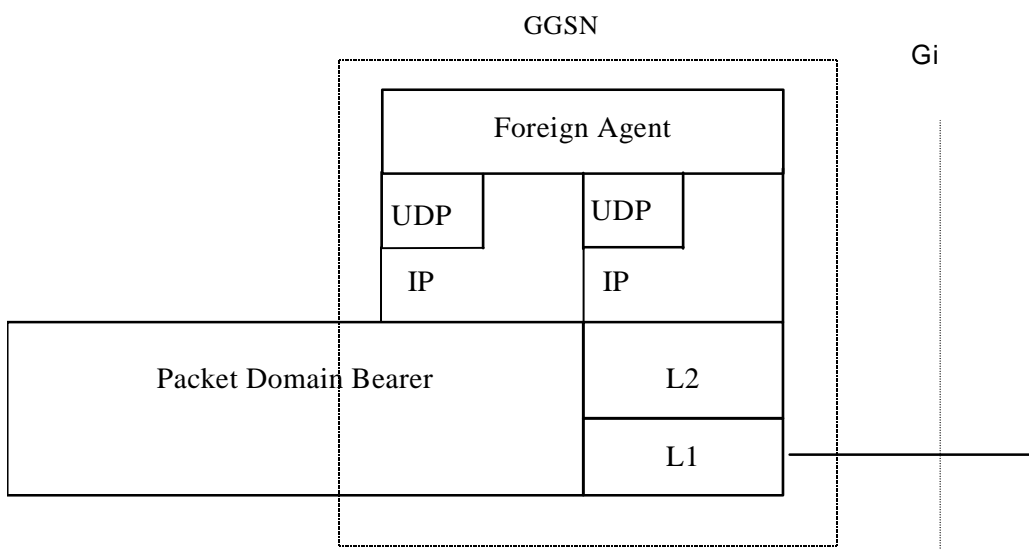 GGSN
Gi
Foreign Agent
UDP
UDP
IP
IP
Packet Domain Bearer
L2
L1